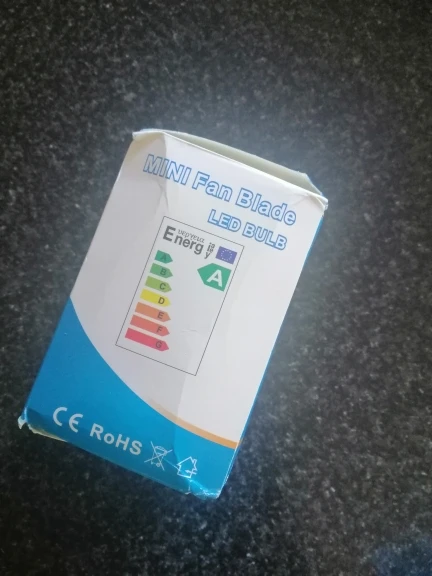 MINI Fan Blade
LED BULB
Energ
A
A
B
C
D
E
F
G
CE RoHS